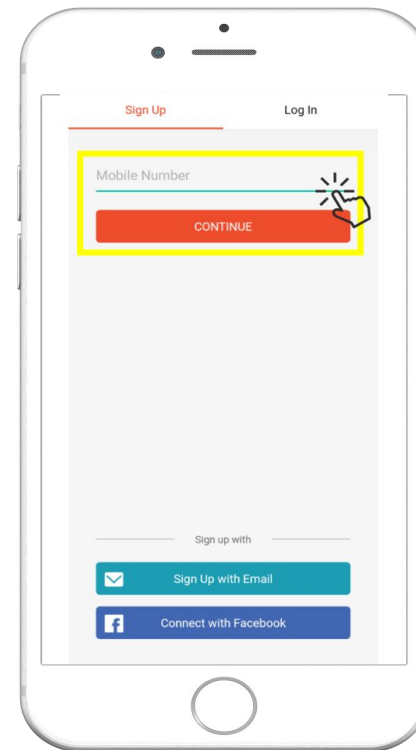 Sign Up
Log In
Mobile Number
CONTINUE
Sign up with
Sign Up with Email
Connect with Facebook